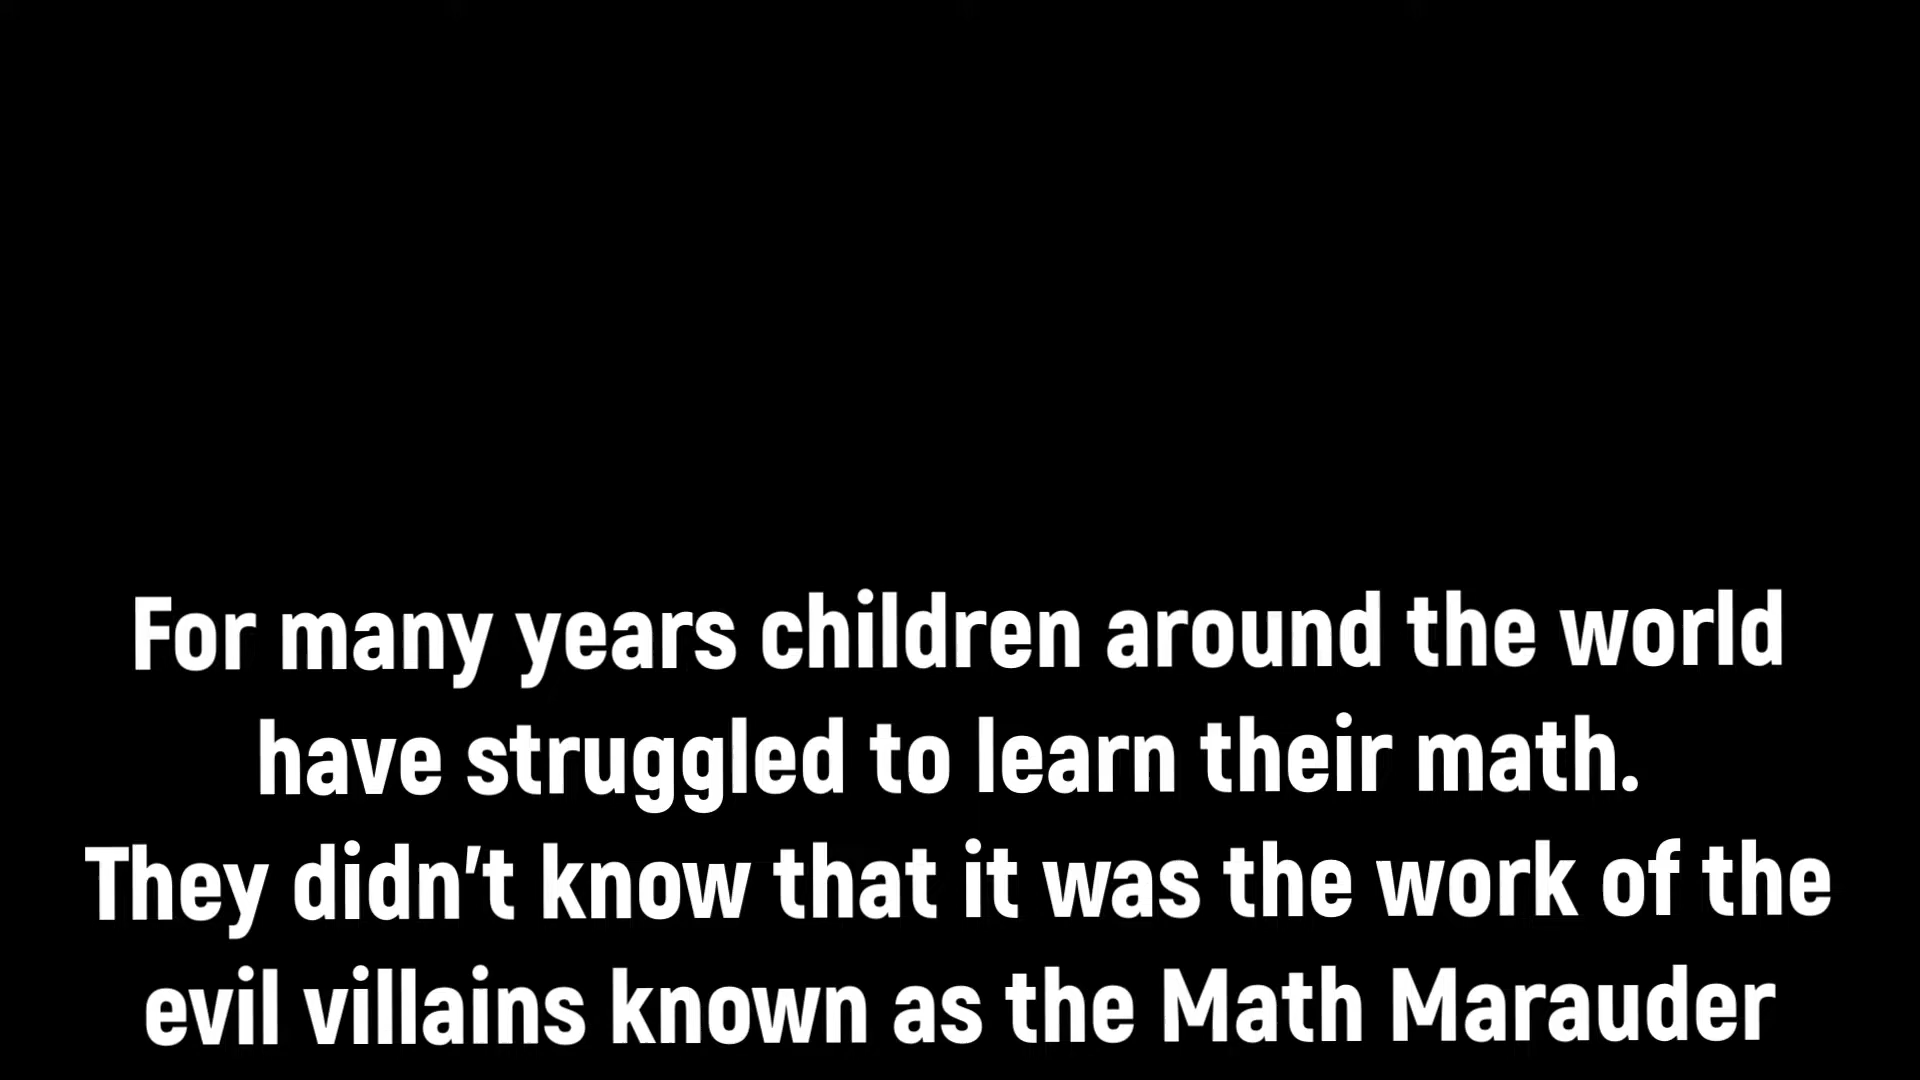 For many years children around the world
have struggled to learn their math.
They didn't know that it was the work of the
evil villains known as the Math Marauder